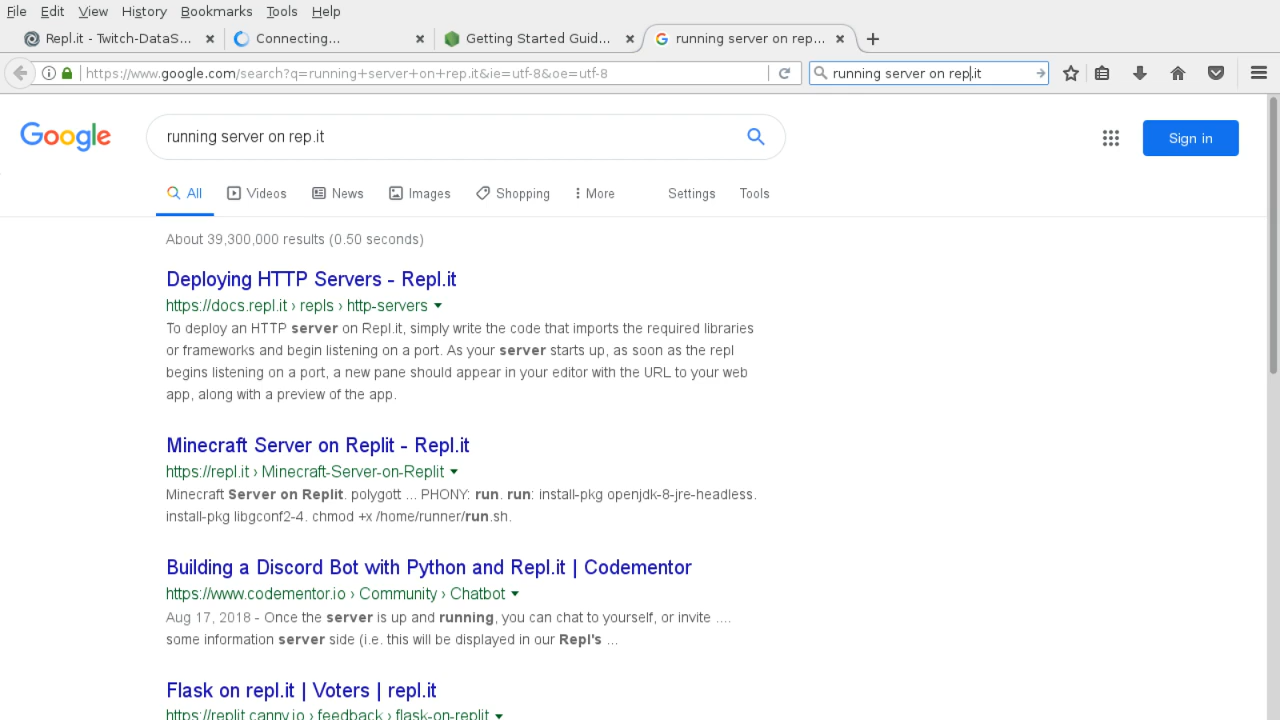 File Edit View History Bookmarks Tools Help
Repl.it - Twitch-DataS... Connecting... Getting Started Guid... running server on rep...
https://www.google.com/search?q=running+server+on+rep.it&ie=utf-8&oe=utf-8 running server on rep.it
Google running server on rep.it Sign in
All Videos News Images Shopping More Settings Tools
About 39,300,000 results (0.50 seconds)
Deploying HTTP Servers - Repl.it
https://docs.repl.it › repls › http-servers
To deploy an HTTP server on Repl.it, simply write the code that imports the required libraries
or frameworks and begin listening on a port. As your server starts up, as soon as the repl
begins listening on a port, a new pane should appear in your editor with the URL to your web
app, along with a preview of the app.
Minecraft Server on Replit - Repl.it
https://repl.it › Minecraft-Server-on-Replit
Minecraft Server on Replit. polygott ... PHONY: run. run: install-pkg openjdk-8-jre-headless.
install-pkg libgconf2-4. chmod +x /home/runner/run.sh.
Building a Discord Bot with Python and Repl.it | Codementor
https://www.codementor.io › Community › Chatbot
Aug 17, 2018 - Once the server is up and running, you can chat to yourself, or invite ....
some information server side (i.e. this will be displayed in our Repl's ...
Flask on repl.it | Voters | repl.it
https://replit.canny.io › feedback › flask-on-replit